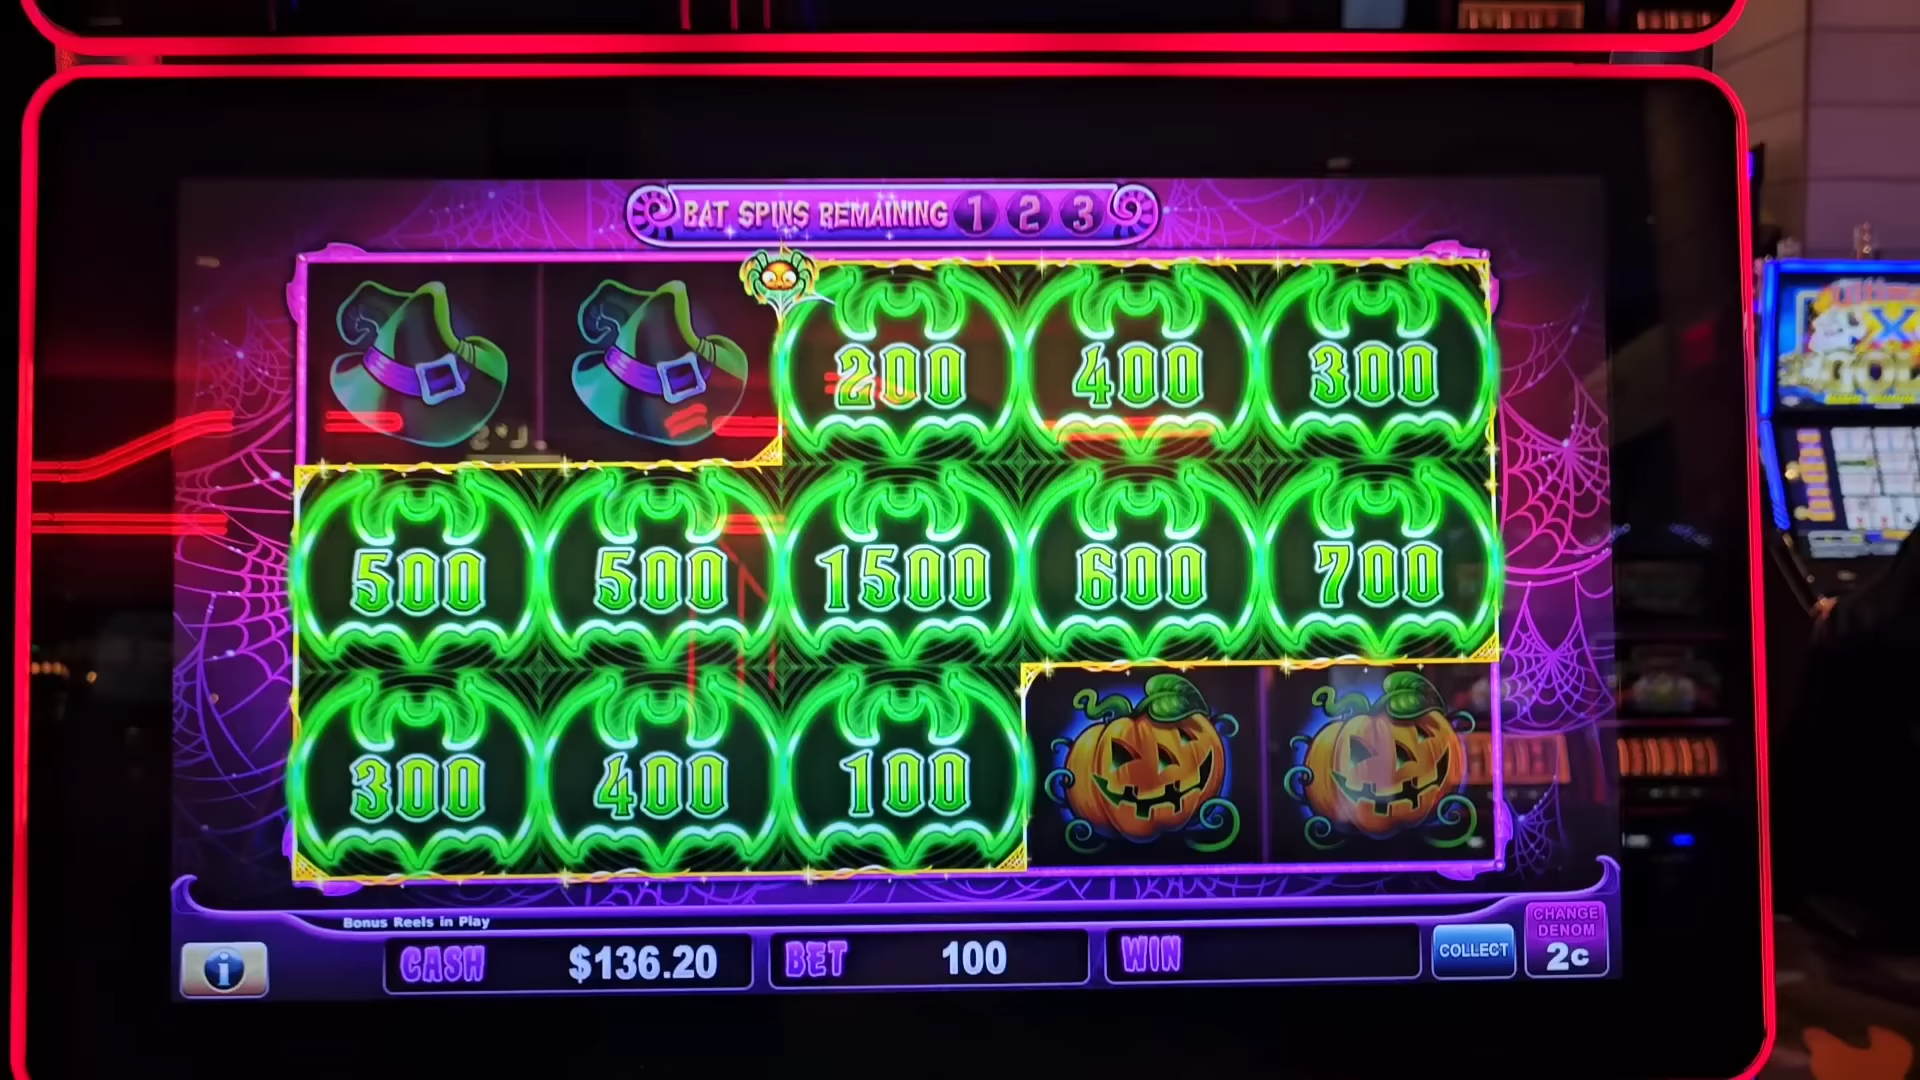 BAT SPINS REMAINING 1 2 3
200 400 300
500 500 1500 600 700
300 400 100
Bonus Reels in Play
CASH $136.20 BET 100 WIN COLLECT
CHANGE
DENOM
2¢